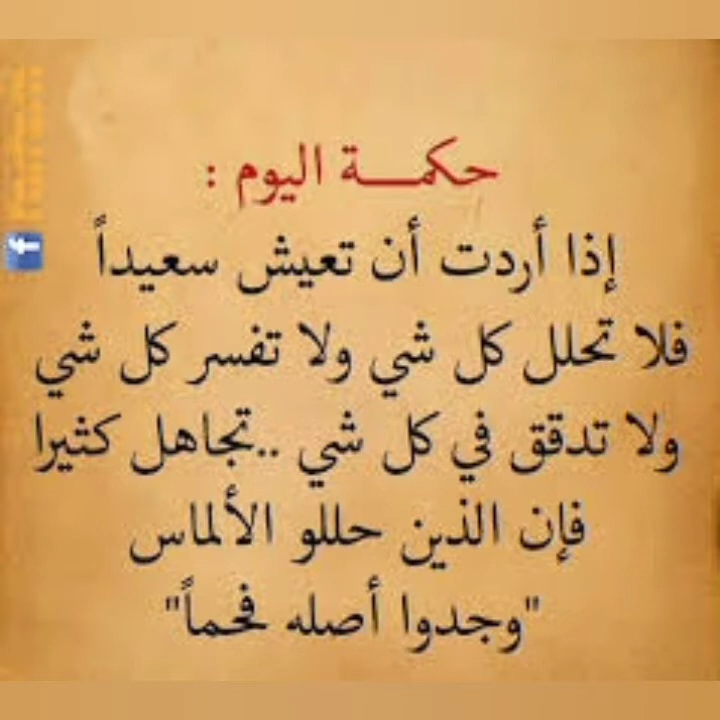 حكمـــة اليوم :
إذا أردت أن تعيش سعيداً
فلا تحلل كل شي ولا تفسر كل شي
ولا تدقق في كل شي ..تجاهل كثيرا
فإن الذين حللو الألماس
"وجدوا أصله فحماً"
f